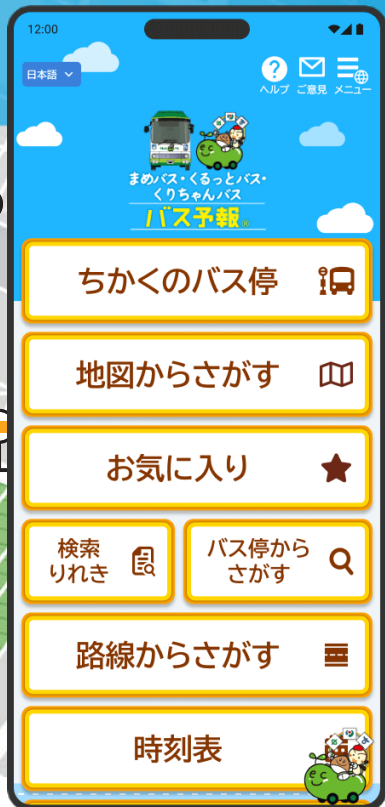 12:00
日本語
ヘルプ ご意見 メニュー
まめバス・くるっとバス・
くりちゃんバス
バス予報®
ちかくのバス停
地図からさがす
お気に入り
検索
りれき
バス停から
さがす
路線からさがす
時刻表